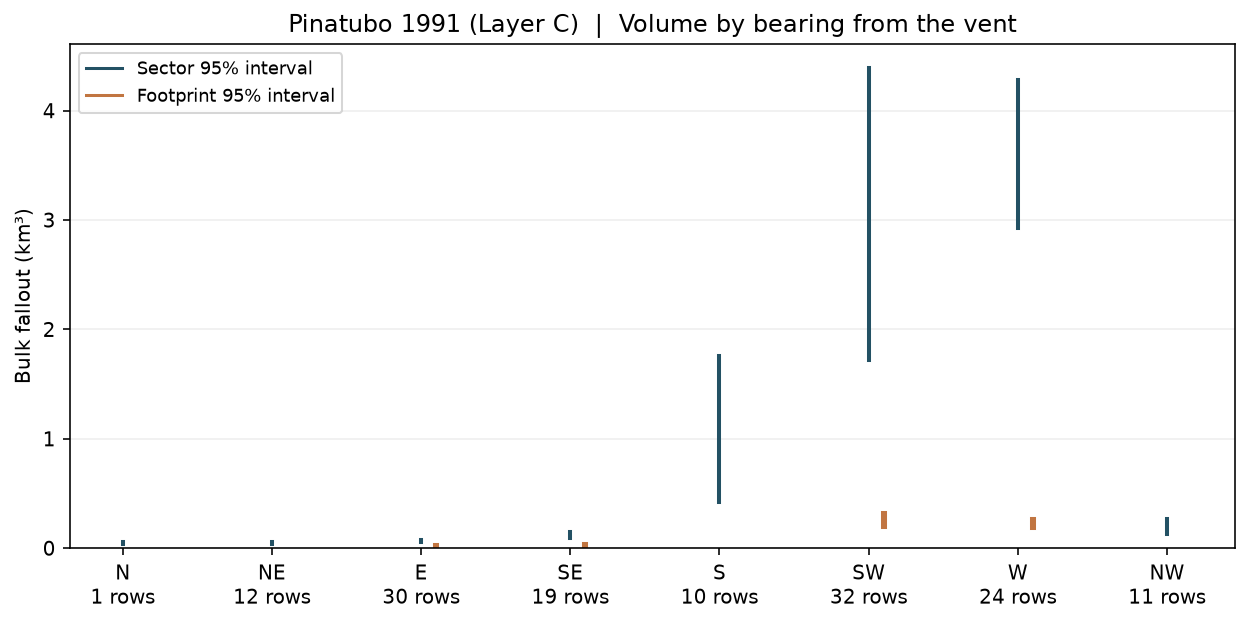 Pinatubo 1991 (Layer C)  |  Volume by bearing from the vent
Sector 95% interval
Footprint 95% interval
Bulk fallout (km³)
4
3
2
1
0
N
1 rows
NE
12 rows
E
30 rows
SE
19 rows
S
10 rows
SW
32 rows
W
24 rows
NW
11 rows